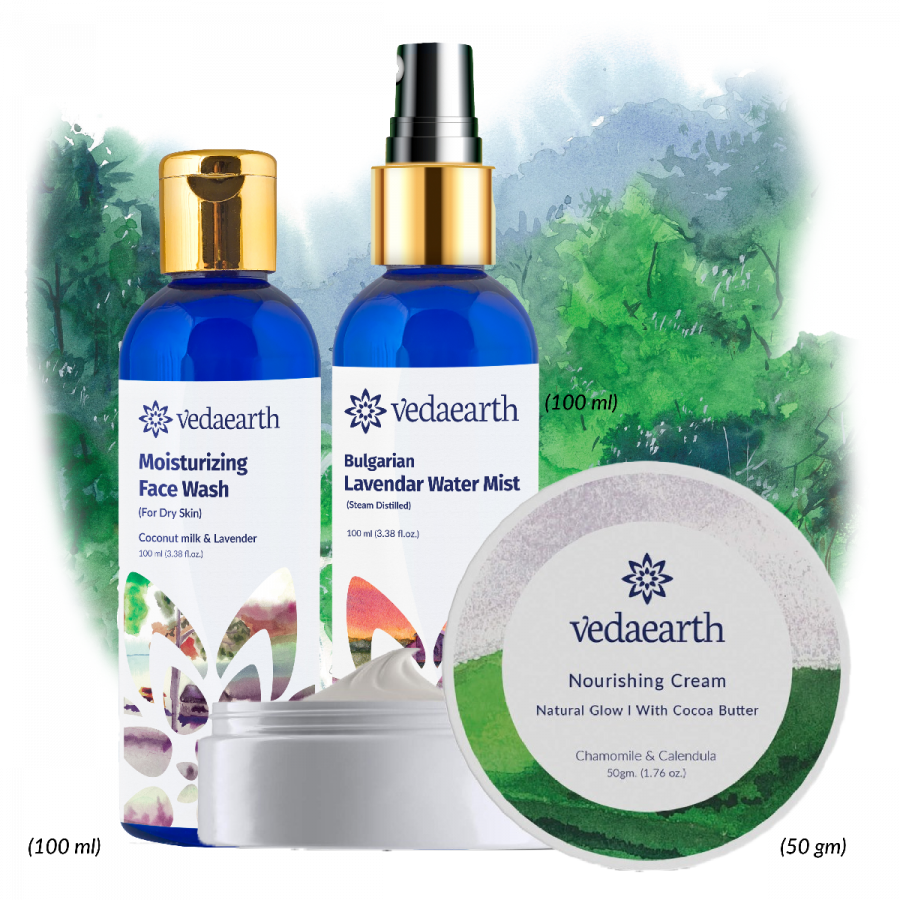 vedaearth
Moisturizing
Face Wash
(For Dry Skin)
Coconut milk & Lavender
100 ml (3.38 fl.oz.)
vedaearth
Bulgarian
Lavendar Water Mist
(Steam Distilled)
100 ml (3.38 fl.oz.)
(100 ml)
vedaearth
Nourishing Cream
Natural Glow I With Cocoa Butter
Chamomile & Calendula
50gm. (1.76 oz.)
(100 ml)
(50 gm)